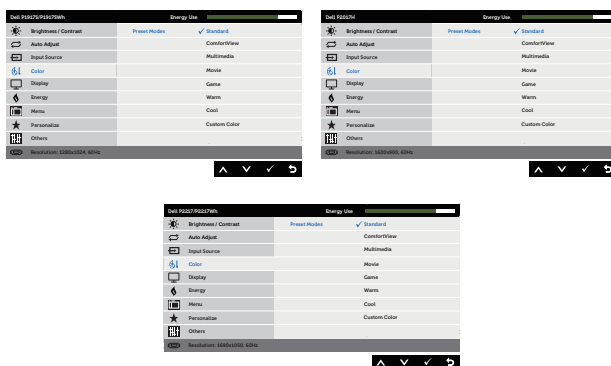 Dell P1917S/P1917SWh Energy Use
Brightness / Contrast Preset Modes ✓ Standard
Auto Adjust ComfortView
Input Source Multimedia
Color Movie
Display Game
Energy Warm
Menu Cool
Personalize Custom Color
Others
Resolution: 1280x1024, 60Hz
Dell P2017H Energy Use
Brightness / Contrast Preset Modes ✓ Standard
Auto Adjust ComfortView
Input Source Multimedia
Color Movie
Display Game
Energy Warm
Menu Cool
Personalize Custom Color
Others
Resolution: 1600x900, 60Hz
Dell P2217/P2217Wh Energy Use
Brightness / Contrast Preset Modes ✓ Standard
Auto Adjust ComfortView
Input Source Multimedia
Color Movie
Display Game
Energy Warm
Menu Cool
Personalize Custom Color
Others
Resolution: 1680x1050, 60Hz